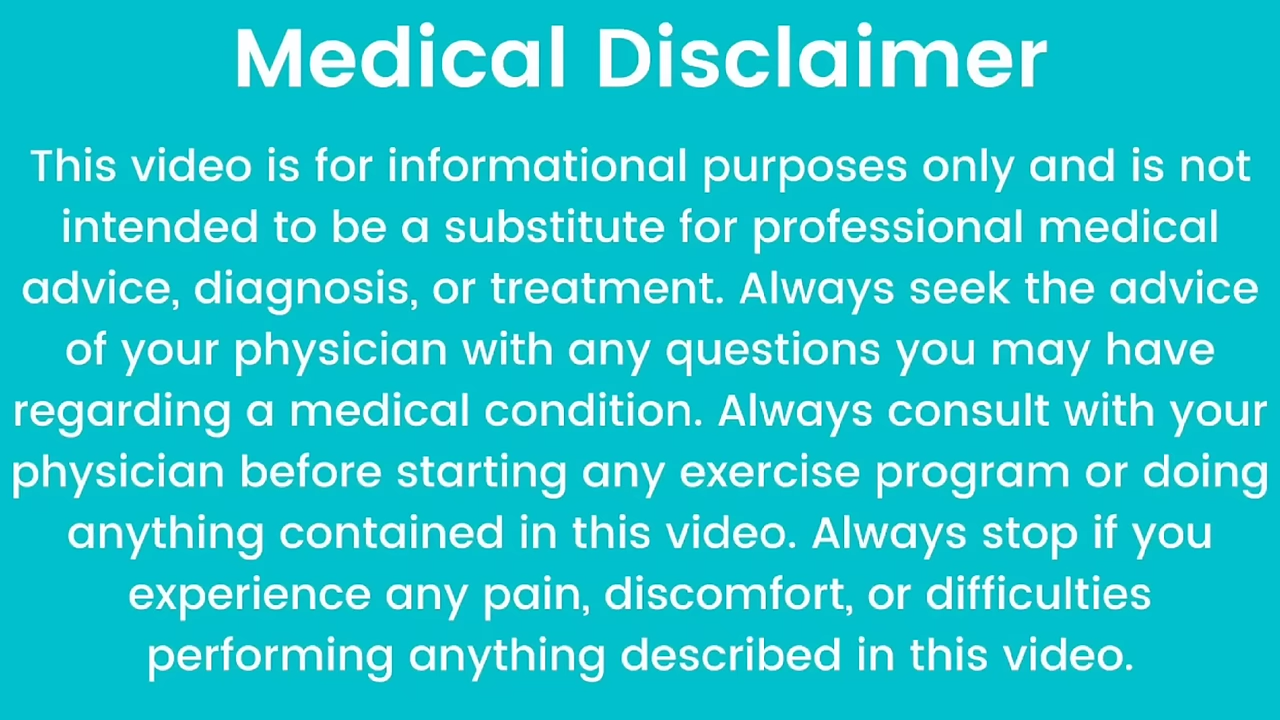 Medical Disclaimer
This video is for informational purposes only and is not
intended to be a substitute for professional medical
advice, diagnosis, or treatment. Always seek the advice
of your physician with any questions you may have
regarding a medical condition. Always consult with your
physician before starting any exercise program or doing
anything contained in this video. Always stop if you
experience any pain, discomfort, or difficulties
performing anything described in this video.